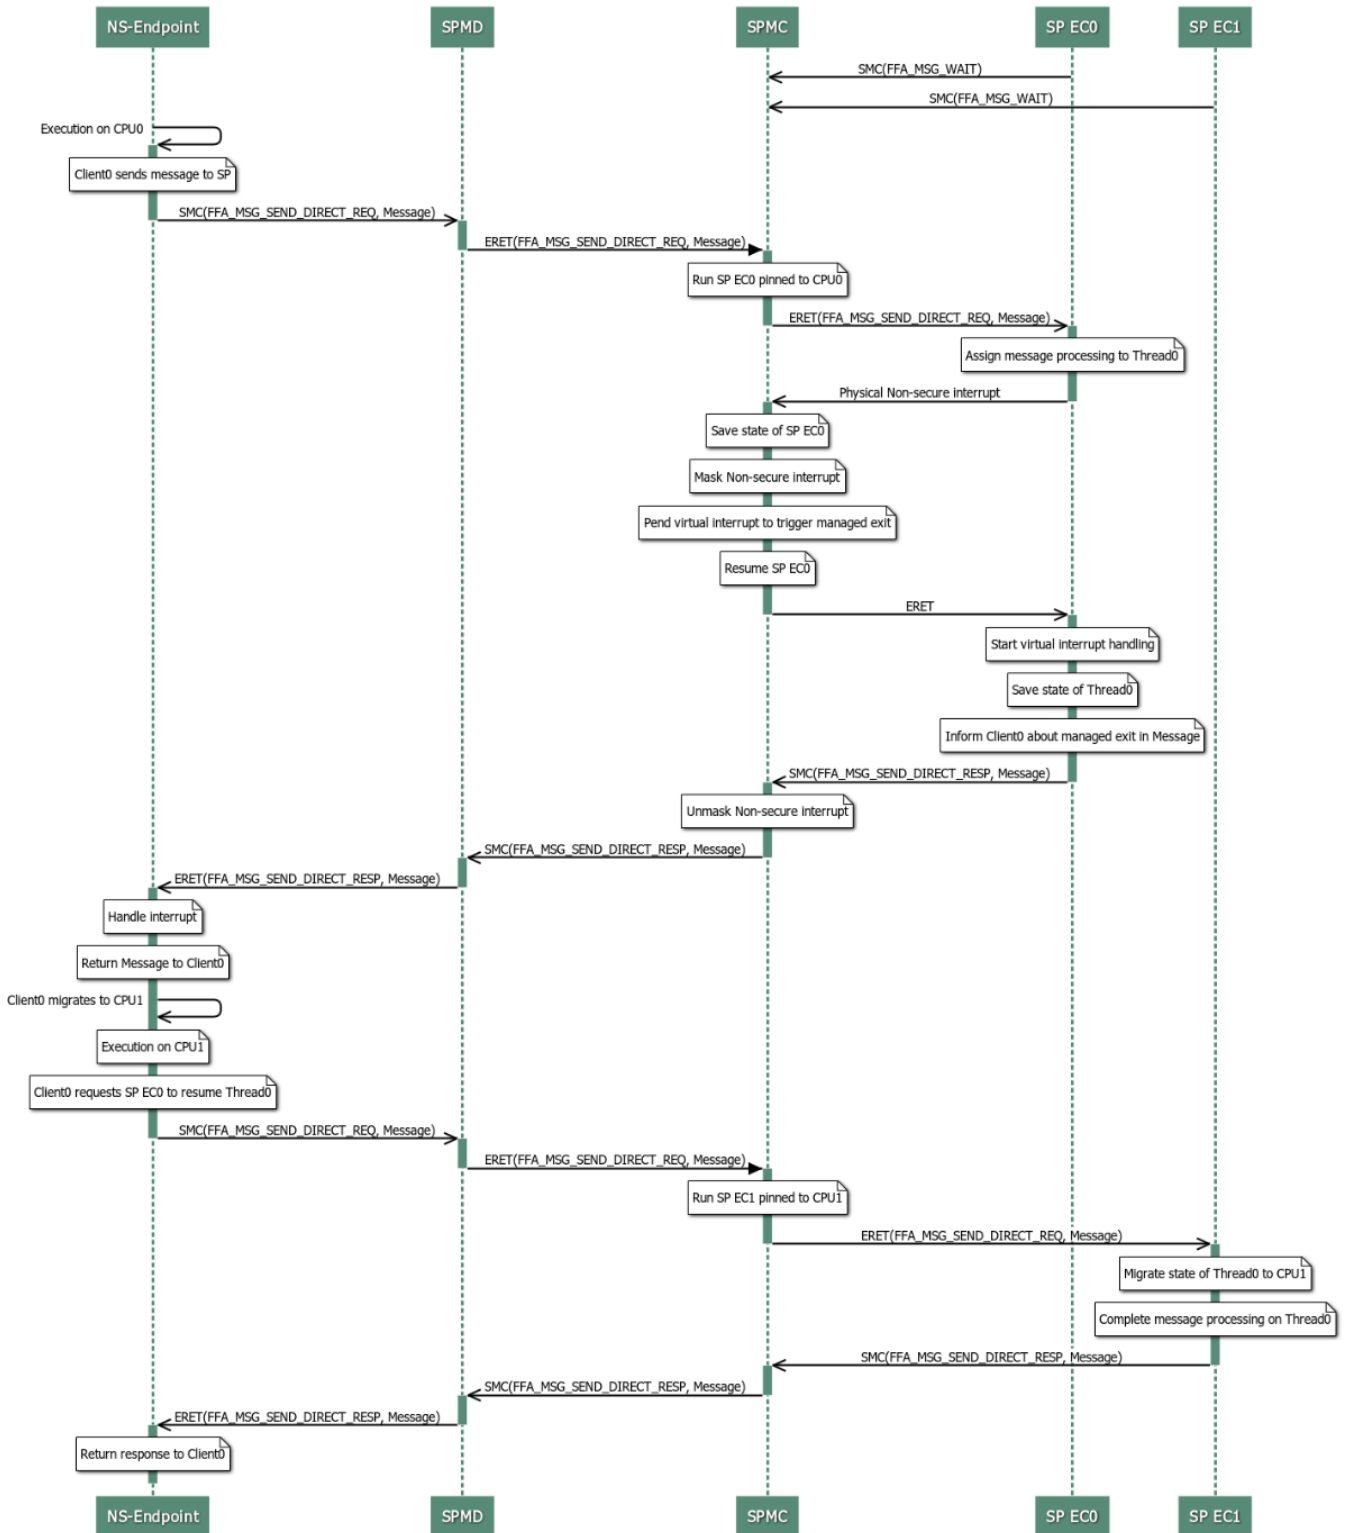 NS-Endpoint
SPMD
SPMC
SP EC0
SP EC1
SMC(FFA_MSG_WAIT)
SMC(FFA_MSG_WAIT)
Execution on CPU0
Client0 sends message to SP
SMC(FFA_MSG_SEND_DIRECT_REQ, Message)
ERET(FFA_MSG_SEND_DIRECT_REQ, Message)
Run SP EC0 pinned to CPU0
ERET(FFA_MSG_SEND_DIRECT_REQ, Message)
Assign message processing to Thread0
Physical Non-secure interrupt
Save state of SP EC0
Mask Non-secure interrupt
Pend virtual interrupt to trigger managed exit
Resume SP EC0
ERET
Start virtual interrupt handling
Save state of Thread0
Inform Client0 about managed exit in Message
SMC(FFA_MSG_SEND_DIRECT_RESP, Message)
Unmask Non-secure interrupt
SMC(FFA_MSG_SEND_DIRECT_RESP, Message)
ERET(FFA_MSG_SEND_DIRECT_RESP, Message)
Handle interrupt
Return Message to Client0
Client0 migrates to CPU1
Execution on CPU1
Client0 requests SP EC0 to resume Thread0
SMC(FFA_MSG_SEND_DIRECT_REQ, Message)
ERET(FFA_MSG_SEND_DIRECT_REQ, Message)
Run SP EC1 pinned to CPU1
ERET(FFA_MSG_SEND_DIRECT_REQ, Message)
Migrate state of Thread0 to CPU1
Complete message processing on Thread0
SMC(FFA_MSG_SEND_DIRECT_RESP, Message)
SMC(FFA_MSG_SEND_DIRECT_RESP, Message)
ERET(FFA_MSG_SEND_DIRECT_RESP, Message)
Return response to Client0
NS-Endpoint
SPMD
SPMC
SP EC0
SP EC1